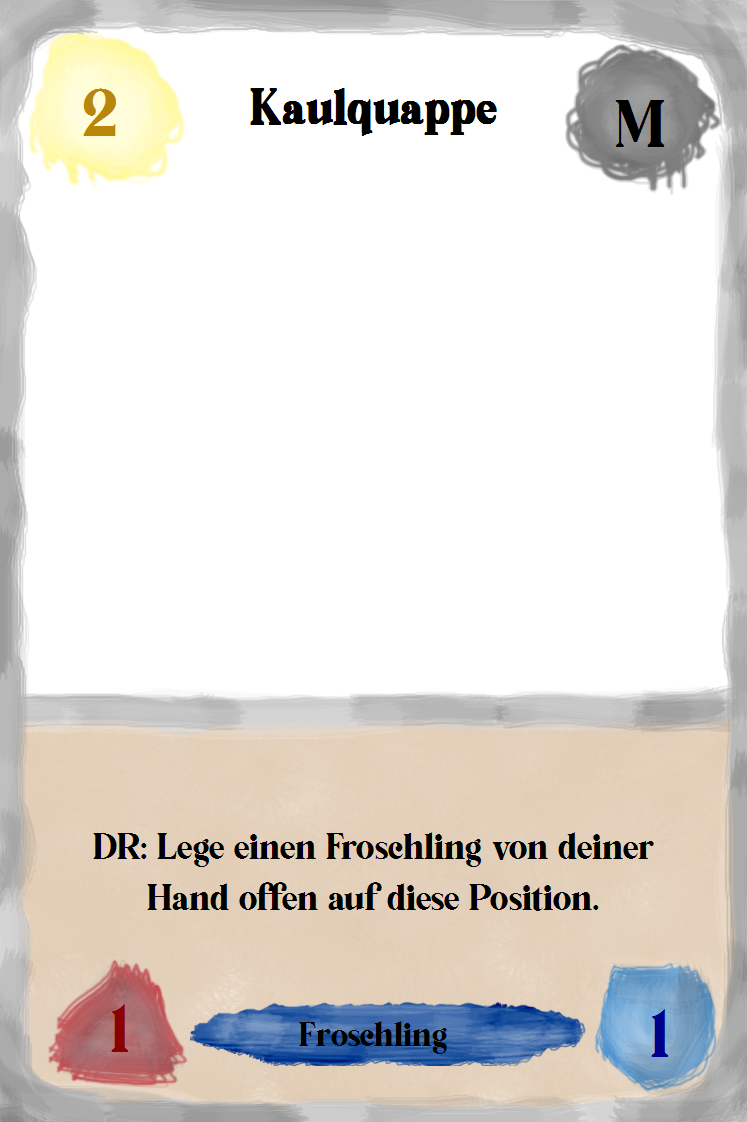 2
Kaulquappe
M
DR: Lege einen Froschling von deiner
Hand offen auf diese Position.
1
Froschling
1